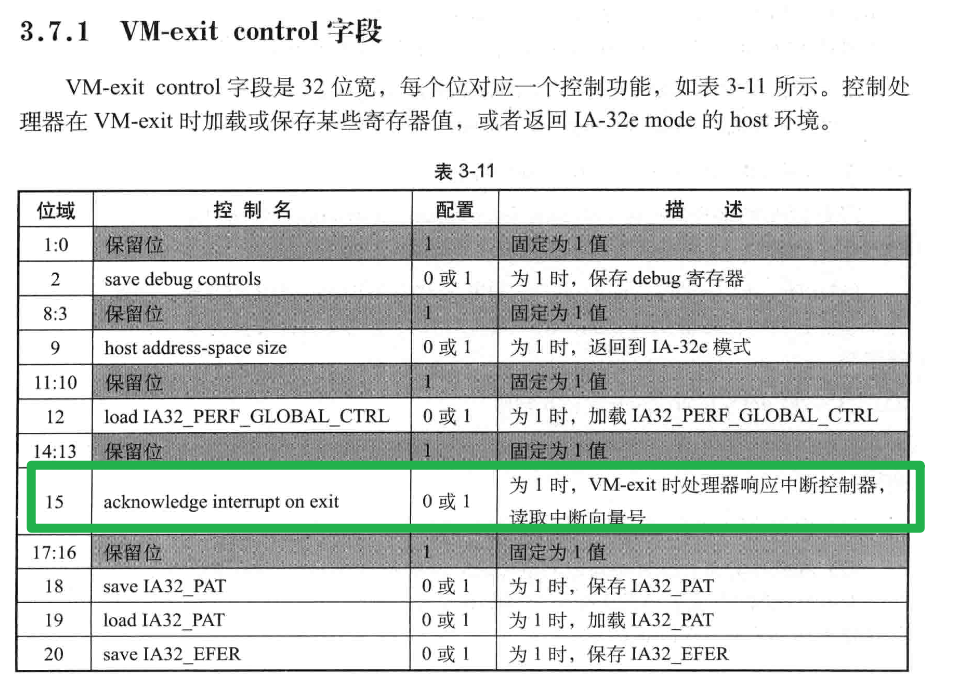 3.7.1 VM-exit control 字段
VM-exit control 字段是 32 位宽，每个位对应一个控制功能，如表 3-11 所示。控制处
理器在 VM-exit 时加载或保存某些寄存器值，或者返回 IA-32e mode 的 host 环境。
表 3-11
位域 控 制 名 配置 描 述
1:0 保留位 1 固定为 1 值
2 save debug controls 0 或 1 为 1 时，保存 debug 寄存器
8:3 保留位 1 固定为 1 值
9 host address-space size 0 或 1 为 1 时，返回到 IA-32e 模式
11:10 保留位 1 固定为 1 值
12 load IA32_PERF_GLOBAL_CTRL 0 或 1 为 1 时，加载 IA32_PERF_GLOBAL_CTRL
14:13 保留位 1 固定为 1 值
15 acknowledge interrupt on exit 0 或 1 为 1 时，VM-exit 时处理器响应中断控制器，
读取中断向量号
17:16 保留位 1 固定为 1 值
18 save IA32_PAT 0 或 1 为 1 时，保存 IA32_PAT
19 load IA32_PAT 0 或 1 为 1 时，加载 IA32_PAT
20 save IA32_EFER 0 或 1 为 1 时，保存 IA32_EFER